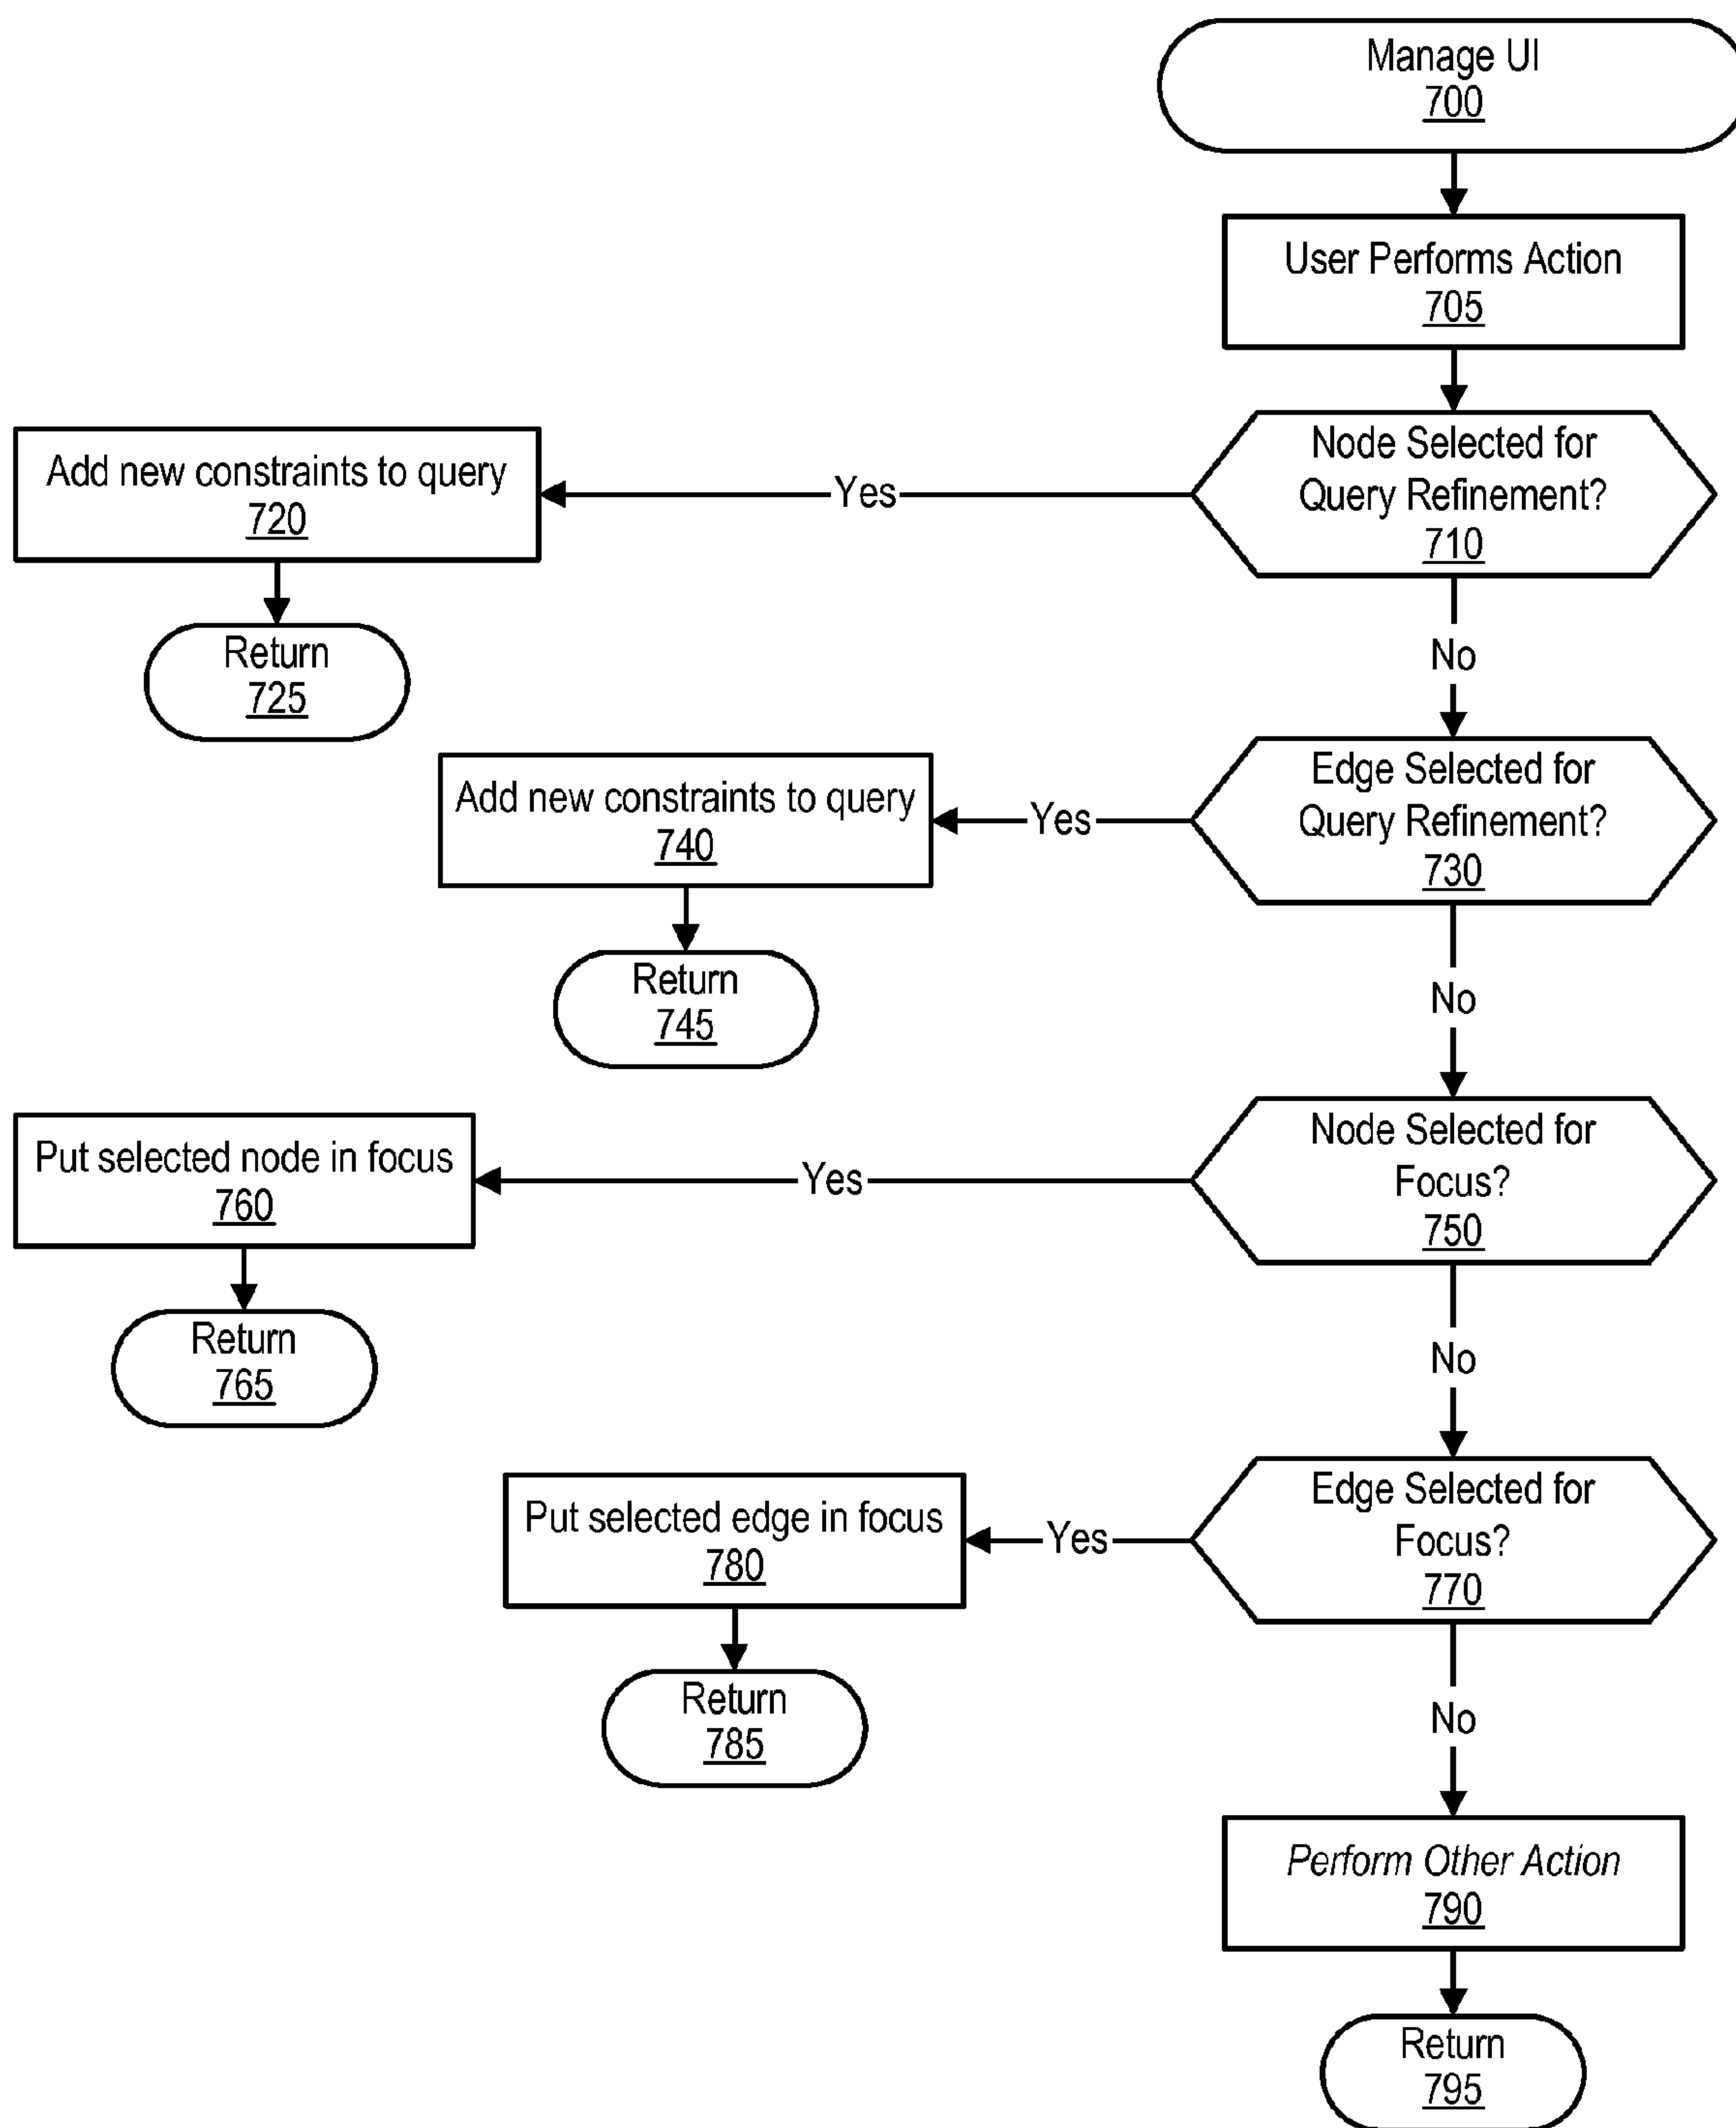 Manage UI
700
User Performs Action
705
Node Selected for
Query Refinement?
710
Yes
Add new constraints to query
720
Return
725
No
Edge Selected for
Query Refinement?
730
Yes
Add new constraints to query
740
Return
745
No
Node Selected for
Focus?
750
Yes
Put selected node in focus
760
Return
765
No
Edge Selected for
Focus?
770
Yes
Put selected edge in focus
780
Return
785
No
Perform Other Action
790
Return
795